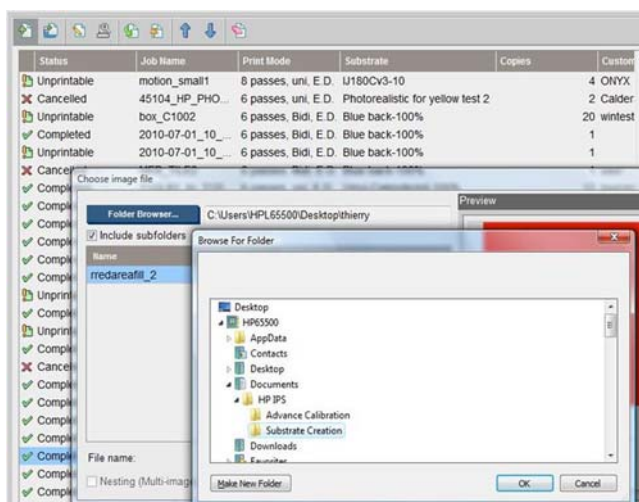 Status Job Name Print Mode Substrate Copies Custom
Unprintable motion_small1 8 passes, uni, E.D. IJ180Cv3-10 4 ONYX
Cancelled 45104_HP_PHO... 6 passes, Bidi, E.D. Photorealistic for yellow test 2 2 Calder
Unprintable box_C1002 6 passes, Bidi, E.D. Blue back-100% 20 wintest
Completed 2010-07-01_10_... 6 passes, Bidi, E.D. Blue back-100% 1
Unprintable 2010-07-01_10_... 6 passes, Bidi, E.D. Blue back-100% 1
Choose image file
Folder Browser... C:\Users\HPL65500\Desktop\thierry
Preview
Include subfolders
Browse For Folder
Name
rredareafill_2
Desktop
HP65500
AppData
Contacts
Desktop
Documents
HP IPS
Advance Calibration
Substrate Creation
Downloads
Favorites
File name:
Make New Folder OK Cancel
Nesting (Multi-imag